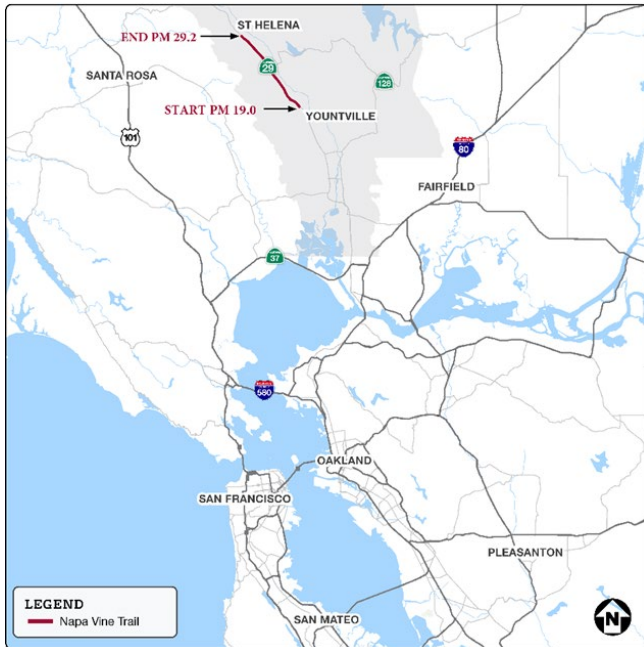 ST HELENA
END PM 29.2
29
SANTA ROSA
128
START PM 19.0
YOUNTVILLE
101
80
FAIRFIELD
37
580
OAKLAND
SAN FRANCISCO
PLEASANTON
LEGEND
Napa Vine Trail
SAN MATEO
N